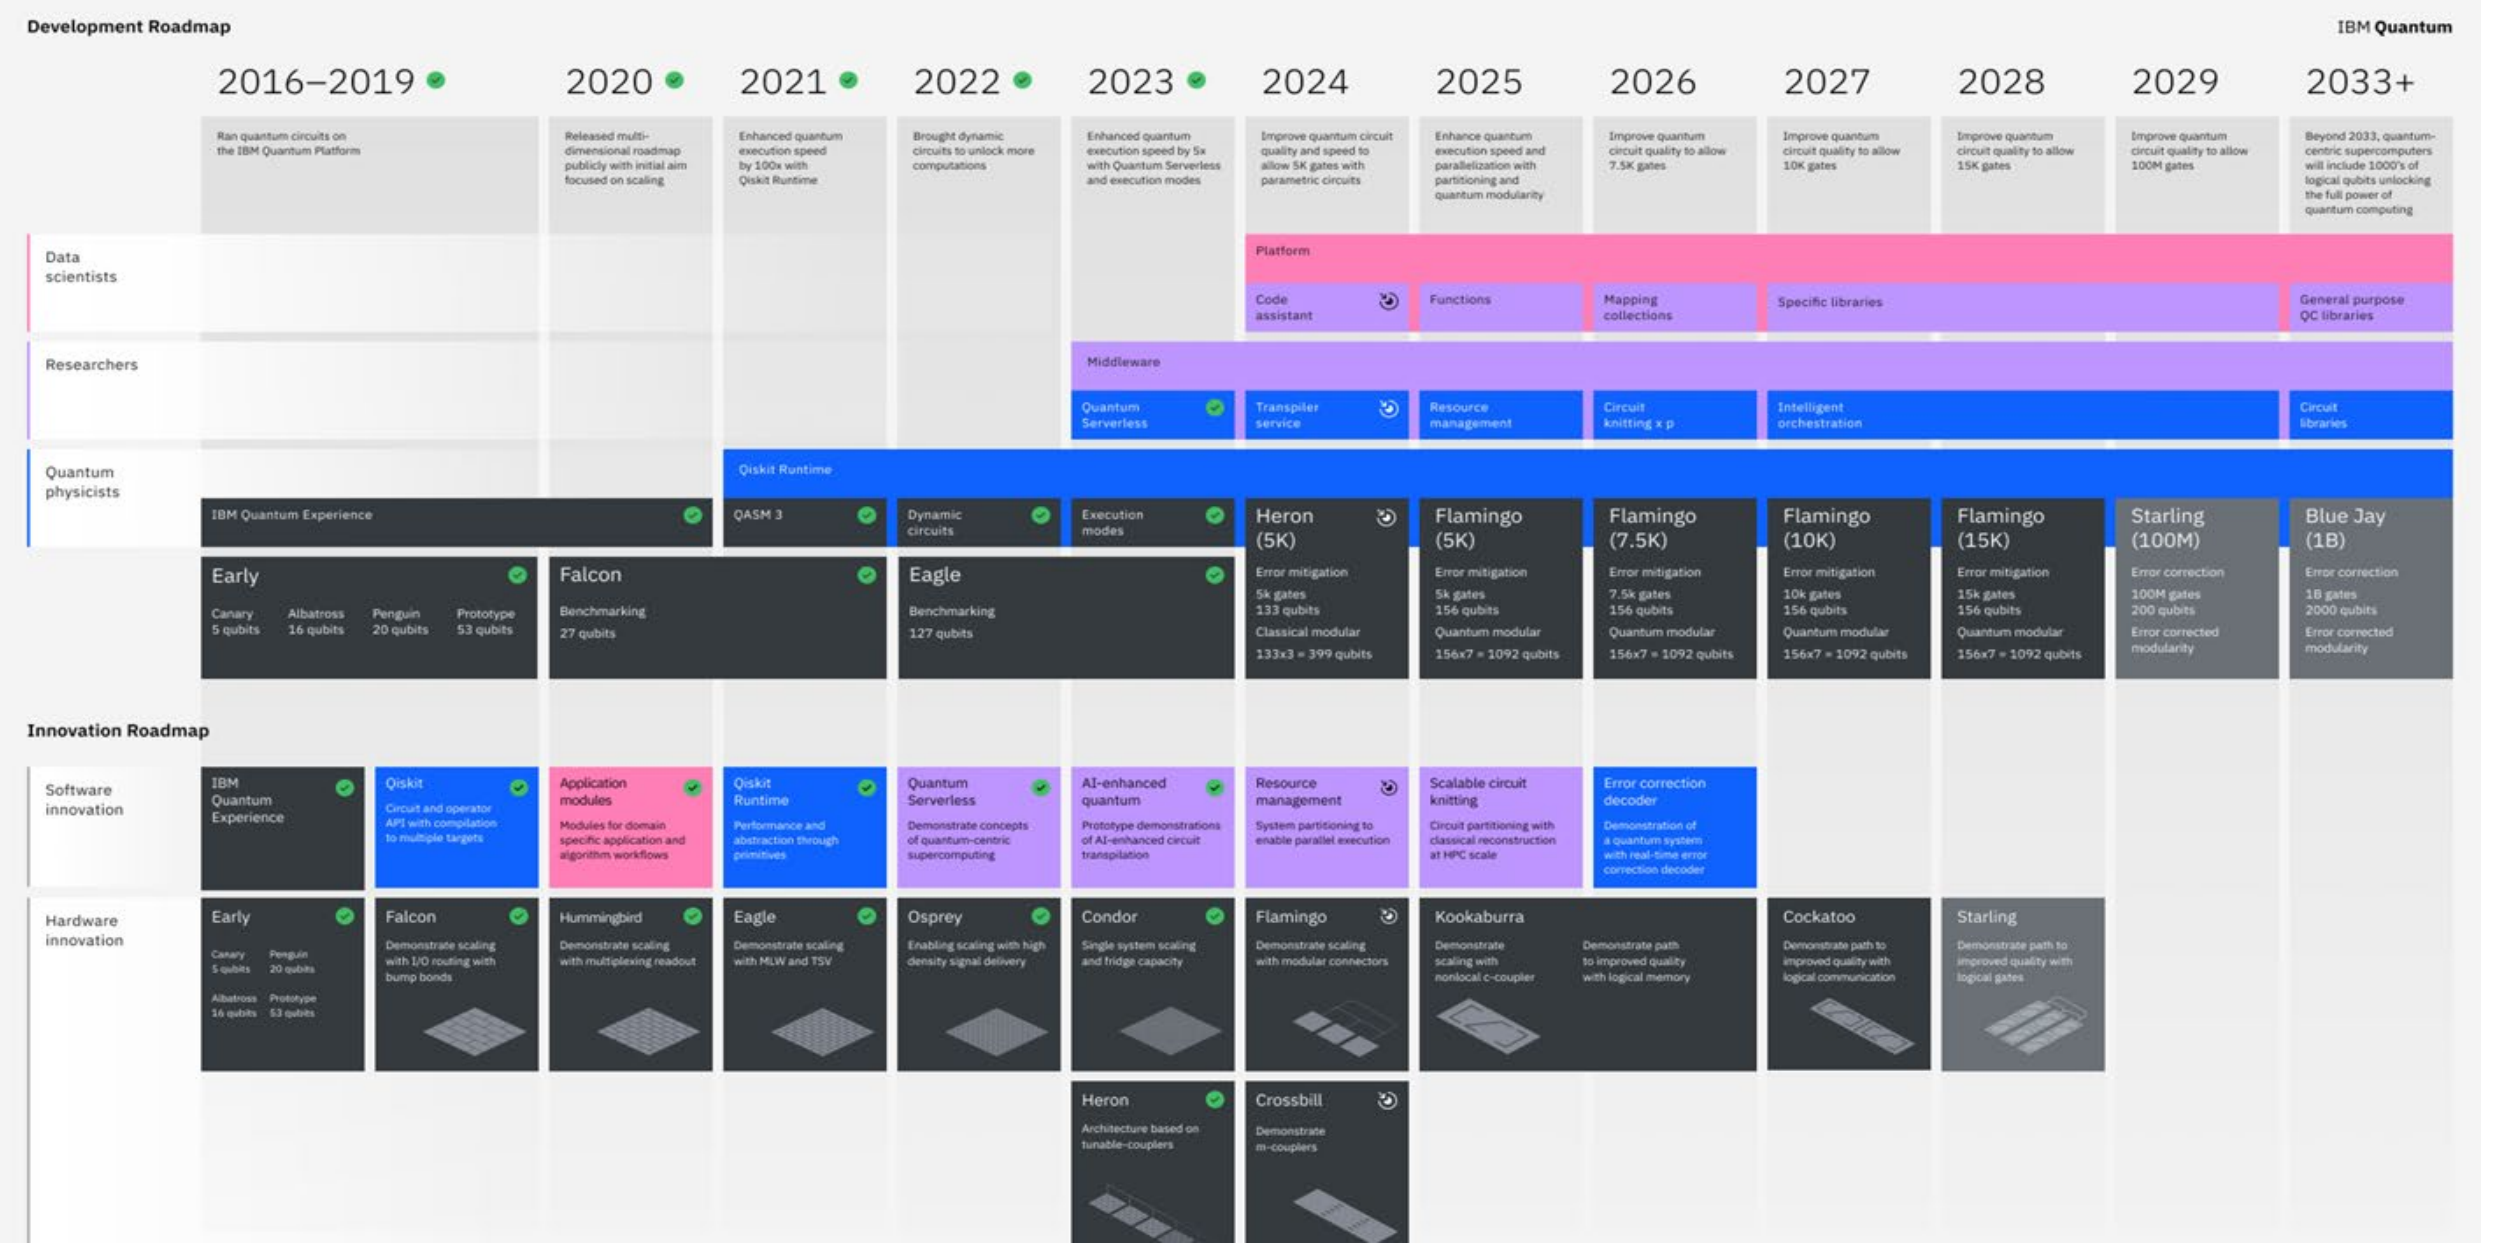 Development Roadmap
IBM Quantum
2016–2019
2020
2021
2022
2023
2024
2025
2026
2027
2028
2029
2033+
Ran quantum circuits on
the IBM Quantum Platform
Released multi-
dimensional roadmap
publicly with initial aim
focused on scaling
Enhanced quantum
execution speed
by 100x with
Qiskit Runtime
Brought dynamic
circuits to unlock more
computations
Enhanced quantum
execution speed by 5x
with Quantum Serverless
and execution modes
Improve quantum circuit
quality and speed to
allow 5K gates with
parametric circuits
Enhance quantum
execution speed and
parallelization with
partitioning and
quantum modularity
Improve quantum
circuit quality to allow
7.5K gates
Improve quantum
circuit quality to allow
10K gates
Improve quantum
circuit quality to allow
15K gates
Improve quantum
circuit quality to allow
100M gates
Beyond 2033, quantum-
centric supercomputers
will include 1000's of
logical qubits unlocking
the full power of
quantum computing
Data
scientists
Platform
Code
assistant
Functions
Mapping
collections
Specific libraries
General purpose
QC libraries
Researchers
Middleware
Quantum
Serverless
Transpiler
service
Resource
management
Circuit
knitting x p
Intelligent
orchestration
Circuit
libraries
Quantum
physicists
Qiskit Runtime
IBM Quantum Experience
QASM 3
Dynamic
circuits
Execution
modes
Early
Canary
5 qubits
Albatross
16 qubits
Penguin
20 qubits
Prototype
53 qubits
Falcon
Benchmarking
27 qubits
Eagle
Benchmarking
127 qubits
Heron
(5K)
Error mitigation
5k gates
133 qubits
Classical modular
133x3 = 399 qubits
Flamingo
(5K)
Error mitigation
5k gates
156 qubits
Quantum modular
156x7 = 1092 qubits
Flamingo
(7.5K)
Error mitigation
7.5k gates
156 qubits
Quantum modular
156x7 = 1092 qubits
Flamingo
(10K)
Error mitigation
10k gates
156 qubits
Quantum modular
156x7 = 1092 qubits
Flamingo
(15K)
Error mitigation
15k gates
156 qubits
Quantum modular
156x7 = 1092 qubits
Starling
(100M)
Error correction
100M gates
200 qubits
Error corrected
modularity
Blue Jay
(1B)
Error correction
1B gates
2000 qubits
Error corrected
modularity
Innovation Roadmap
Software
innovation
IBM
Quantum
Experience
Qiskit
Circuit and operator
API with compilation
to multiple targets
Application
modules
Modules for domain
specific application and
algorithm workflows
Qiskit
Runtime
Performance and
abstraction through
primitives
Quantum
Serverless
Demonstrate concepts
of quantum-centric
supercomputing
AI-enhanced
quantum
Prototype demonstrations
of AI-enhanced circuit
transpilation
Resource
management
System partitioning to
enable parallel execution
Scalable circuit
knitting
Circuit partitioning with
classical reconstruction
at HPC scale
Error correction
decoder
Demonstration of
a quantum system
with real-time error
correction decoder
Hardware
innovation
Early
Canary
5 qubits
Penguin
20 qubits
Albatross
16 qubits
Prototype
53 qubits
Falcon
Demonstrate scaling
with I/O routing with
bump bonds
Hummingbird
Demonstrate scaling
with multiplexing readout
Eagle
Demonstrate scaling
with MLW and TSV
Osprey
Enabling scaling with high
density signal delivery
Condor
Single system scaling
and fridge capacity
Flamingo
Demonstrate scaling
with modular connectors
Kookaburra
Demonstrate
scaling with
nonlocal c-coupler
Demonstrate path
to improved quality
with logical memory
Cockatoo
Demonstrate path to
improved quality with
logical communication
Starling
Demonstrate path to
improved quality with
logical gates
Heron
Architecture based on
tunable-couplers
Crossbill
Demonstrate
m-couplers